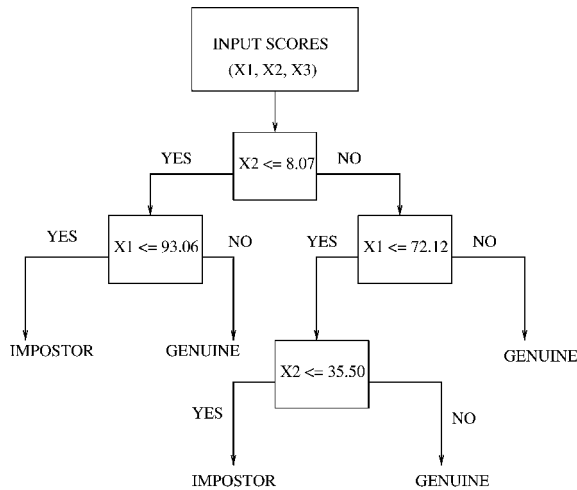 INPUT SCORES
(X1, X2, X3)
X2 <= 8.07
YES
NO
X1 <= 93.06
X1 <= 72.12
YES
NO
YES
NO
IMPOSTOR
GENUINE
X2 <= 35.50
GENUINE
YES
NO
IMPOSTOR
GENUINE